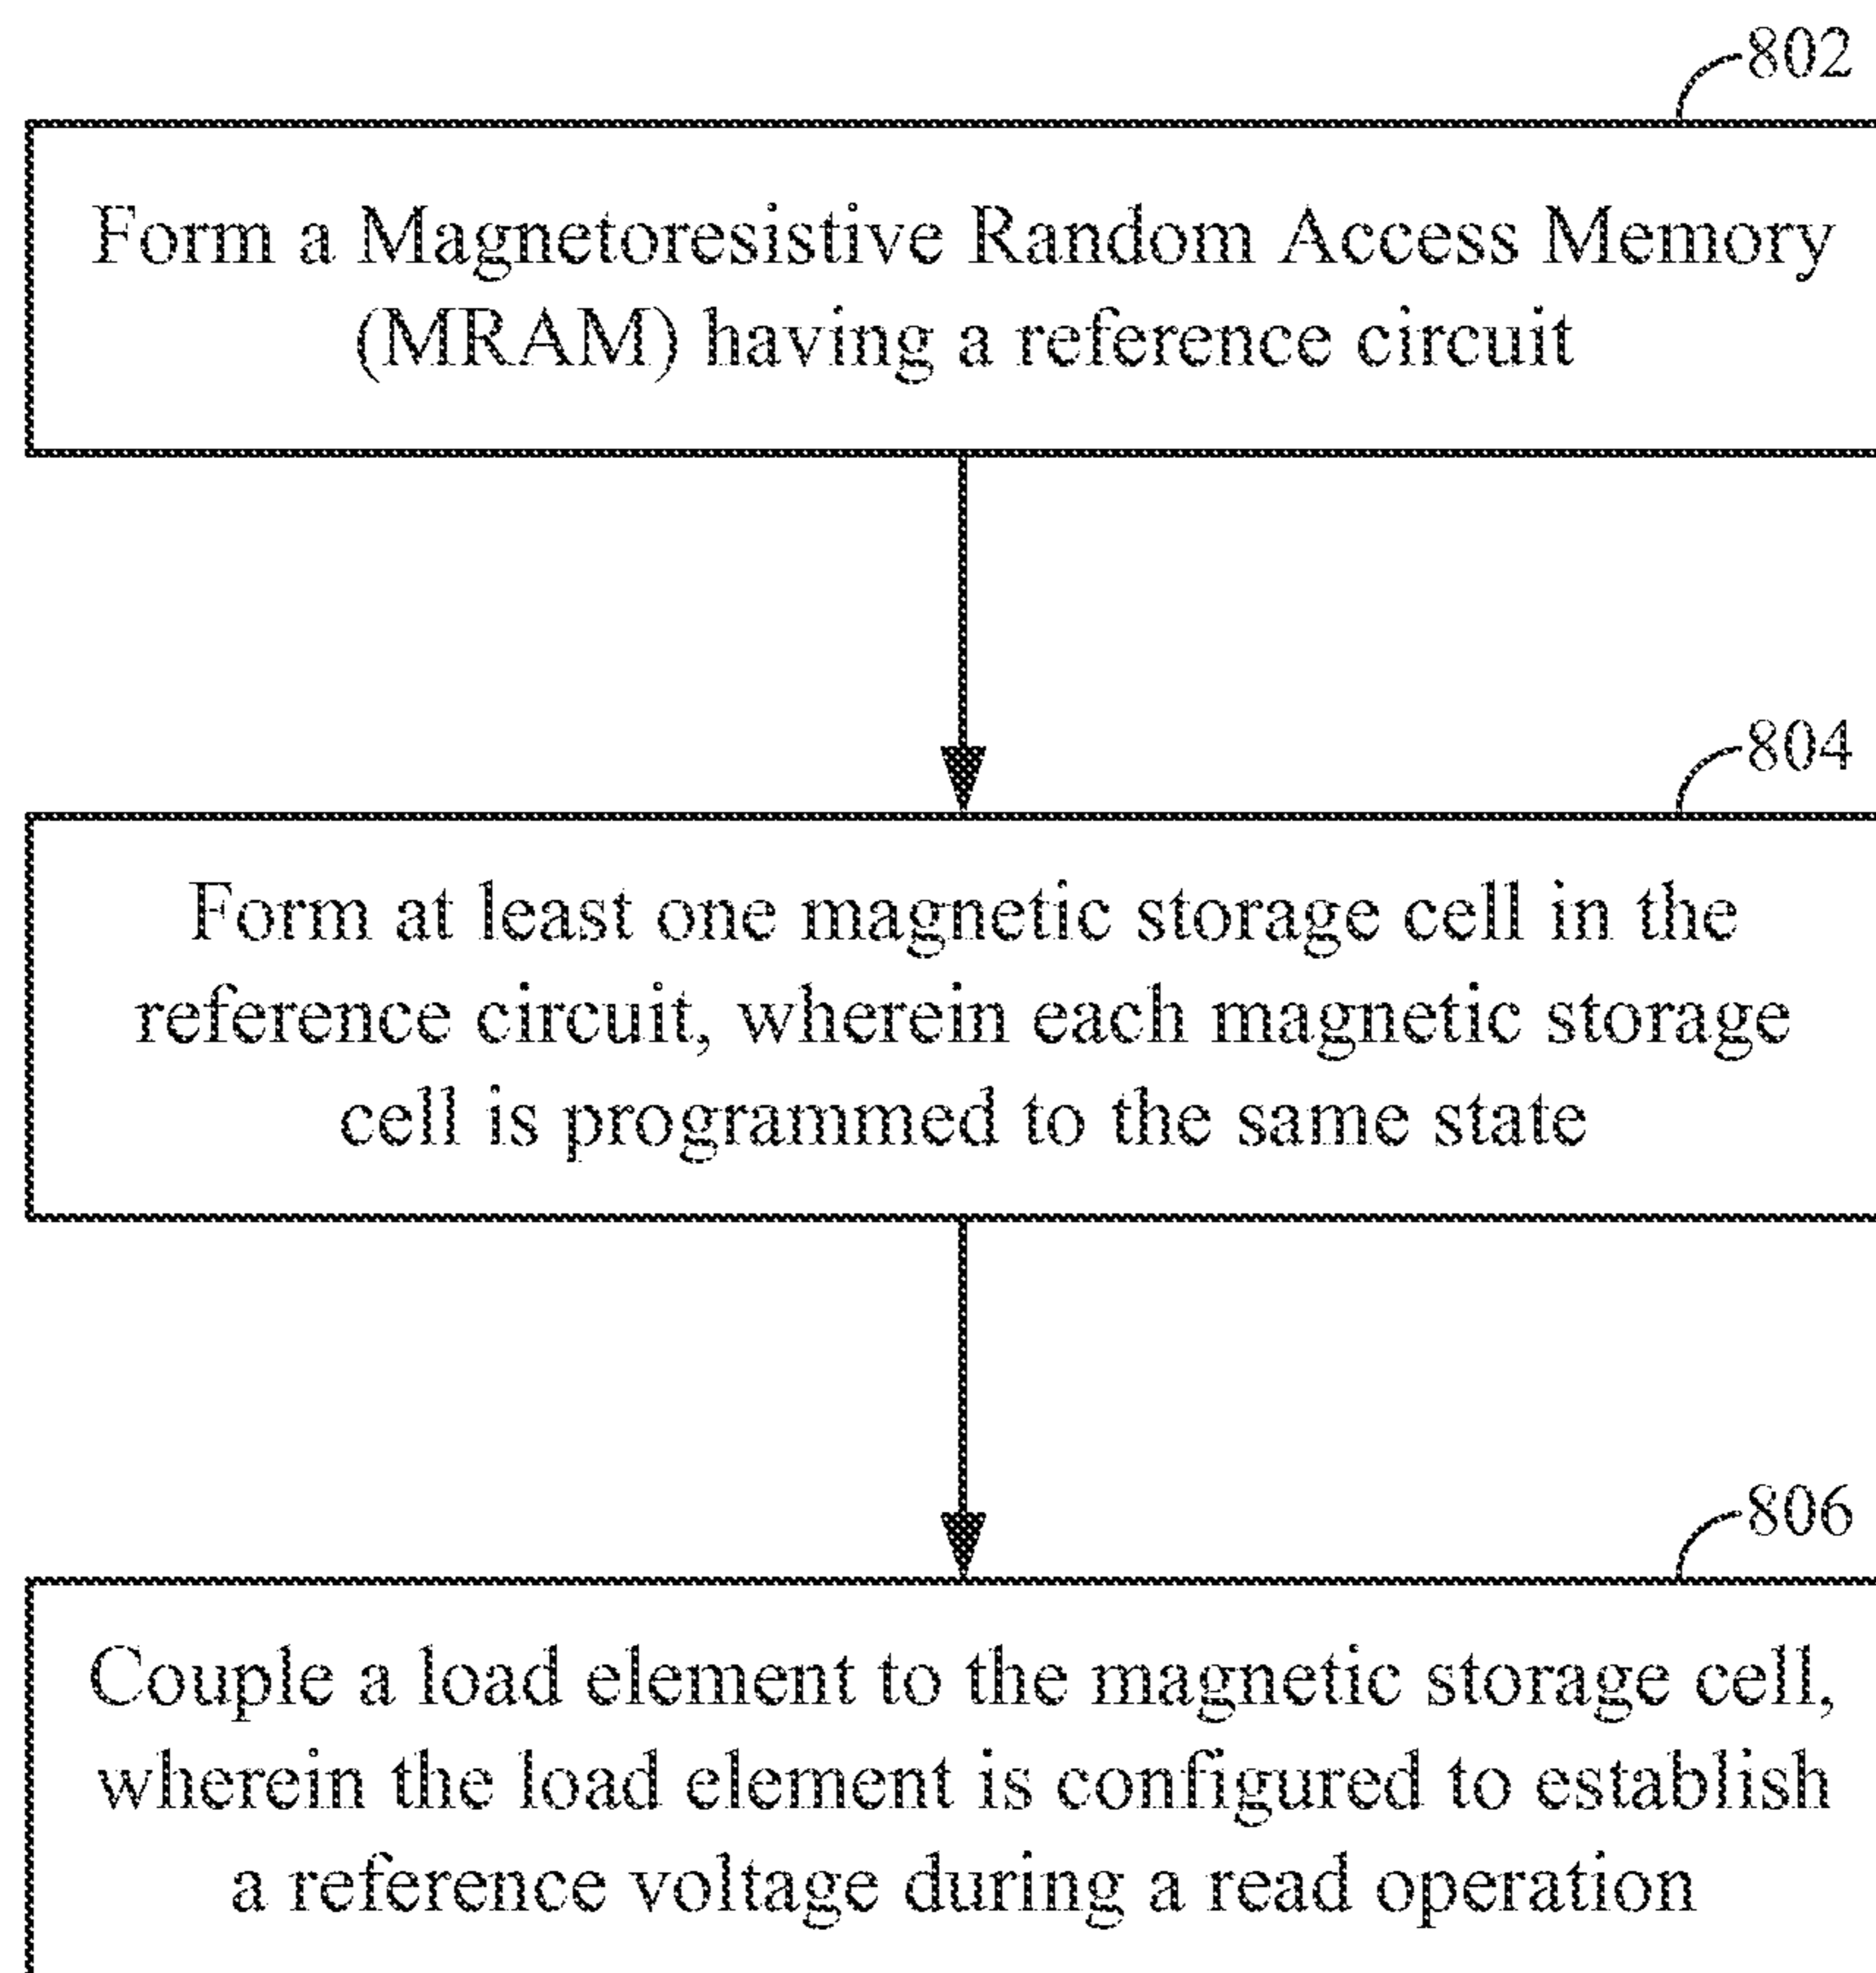 802
Form a Magnetoresistive Random Access Memory
(MRAM) having a reference circuit
804
Form at least one magnetic storage cell in the
reference circuit, wherein each magnetic storage
cell is programmed to the same state
806
Couple a load element to the magnetic storage cell,
wherein the load element is configured to establish
a reference voltage during a read operation